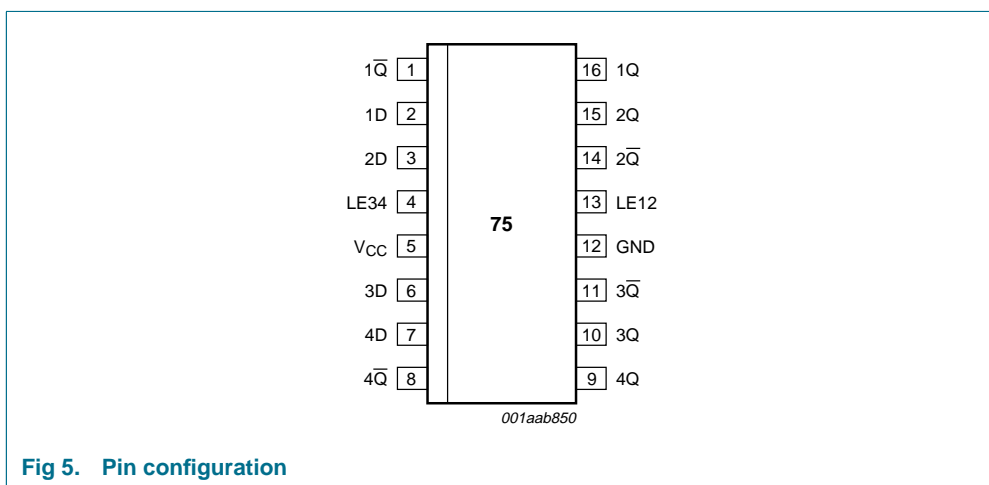 1Q̅ 1 16 1Q
1D 2 15 2Q
2D 3 14 2Q̅
LE34 4 13 LE12
75
VCC 5 12 GND
3D 6 11 3Q̅
4D 7 10 3Q
4Q̅ 8 9 4Q
001aab850
Fig 5. Pin configuration